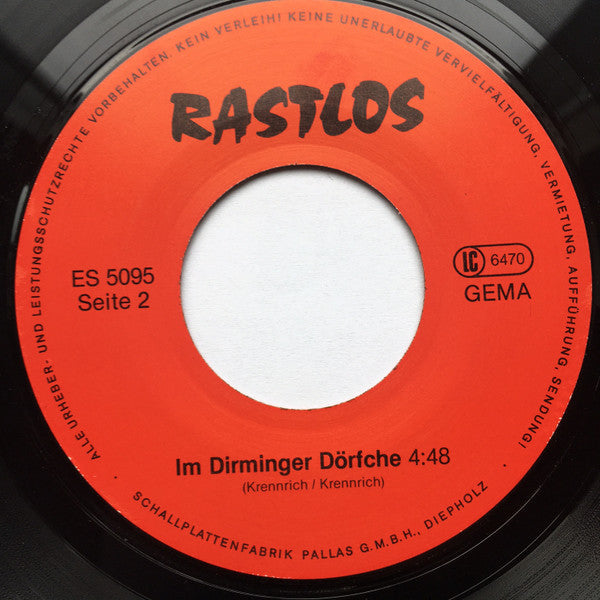 RASTLOS
ES 5095
Seite 2
LC 6470
GEMA
Im Dirminger Dörfche 4:48
(Krennrich / Krennrich)
ALLE URHEBER- UND LEISTUNGSSCHUTZRECHTE VORBEHALTEN. KEIN VERLEIH! KEINE UNERLAUBTE VERVIELFÄLTIGUNG, VERMIETUNG, AUFFÜHRUNG, SENDUNG!
SCHALLPLATTENFABRIK PALLAS G.M.B.H., DIEPHOLZ